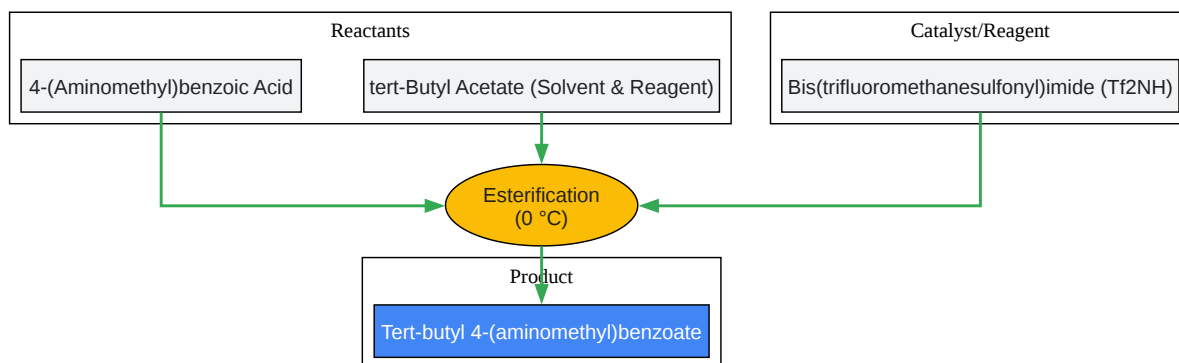 Reactants
Catalyst/Reagent
4-(Aminomethyl)benzoic Acid
tert-Butyl Acetate (Solvent & Reagent)
Bis(trifluoromethanesulfonyl)imide (Tf2NH)
Esterification
(0 °C)
Product
Tert-butyl 4-(aminomethyl)benzoate